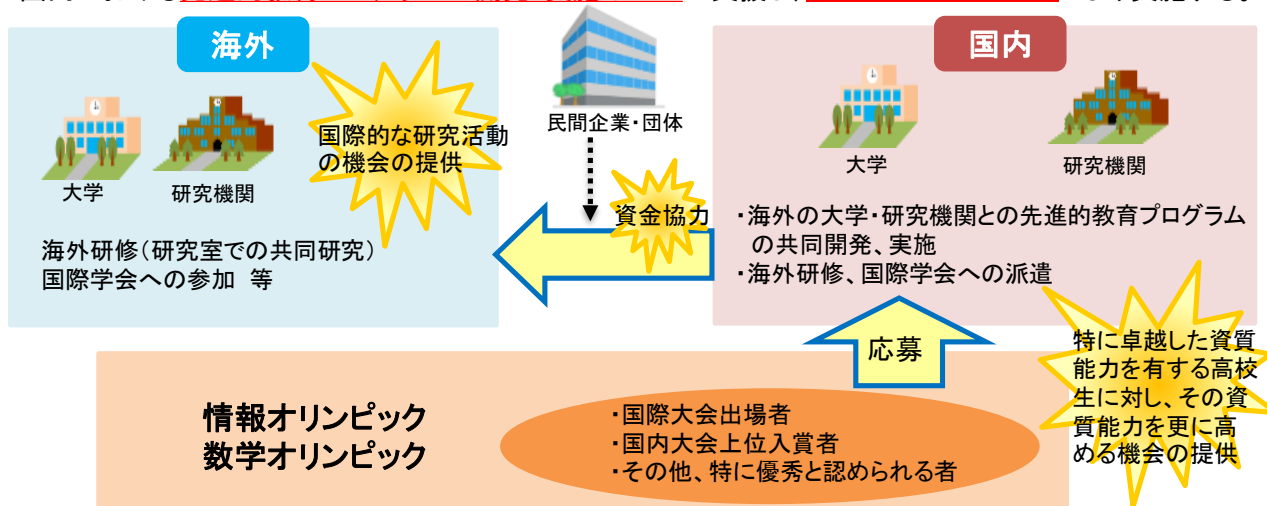 海外
国内
大学
研究機関
国際的な研究活動
の機会の提供
民間企業・団体
大学
研究機関
資金協力
海外研修(研究室での共同研究)
国際学会への参加 等
・海外の大学・研究機関との先進的教育プログラム
の共同開発、実施
・海外研修、国際学会への派遣
応募
特に卓越した資質
能力を有する高校
生に対し、その資
質能力を更に高
める機会の提供
情報オリンピック
数学オリンピック
・国際大会出場者
・国内大会上位入賞者
・その他、特に優秀と認められる者